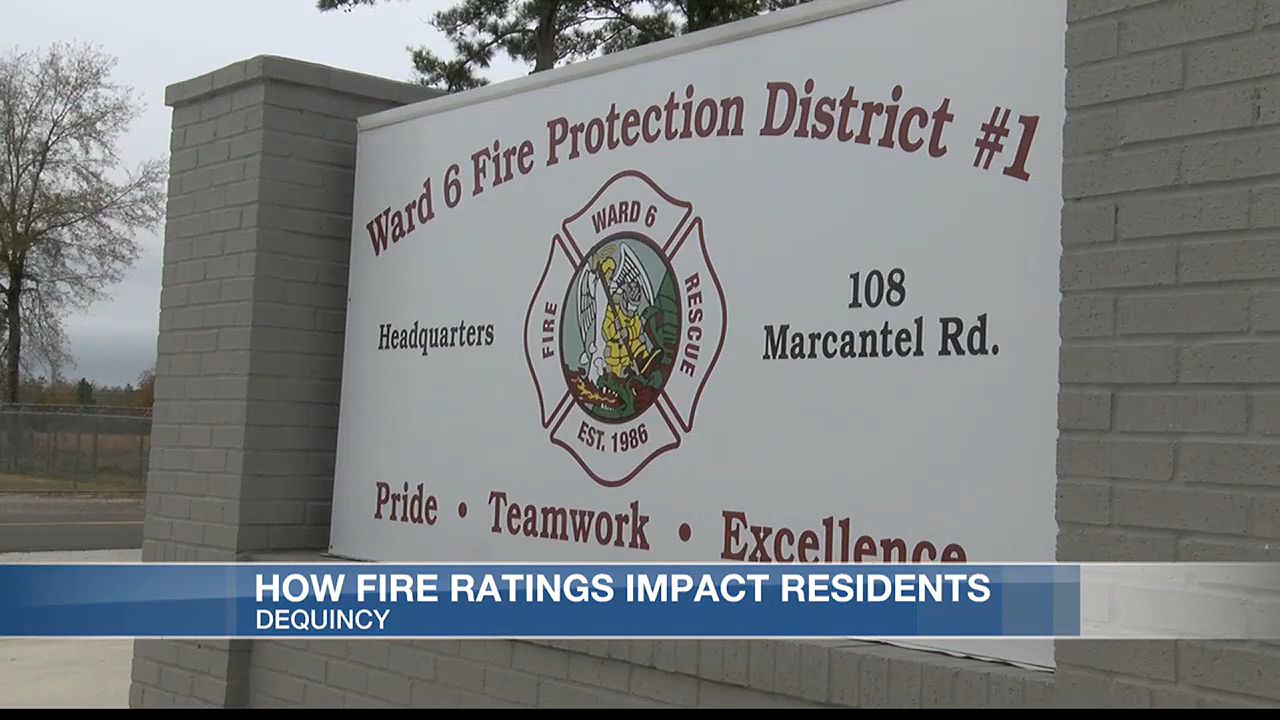 Ward 6 Fire Protection District #1
WARD 6
FIRE
RESCUE
EST. 1986
Headquarters
108
Marcantel Rd.
Pride • Teamwork • Excellence
HOW FIRE RATINGS IMPACT RESIDENTS
DEQUINCY